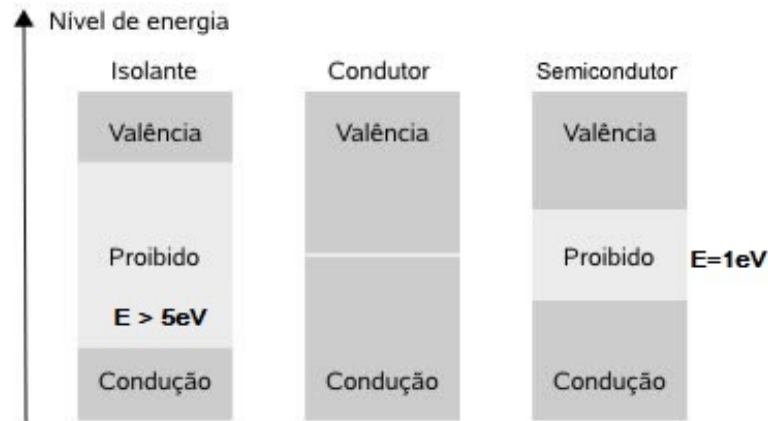 Nível de energia
Isolante
Condutor
Semicondutor
Valência
Valência
Valência
Proibido
Proibido
E=1eV
E > 5eV
Condução
Condução
Condução